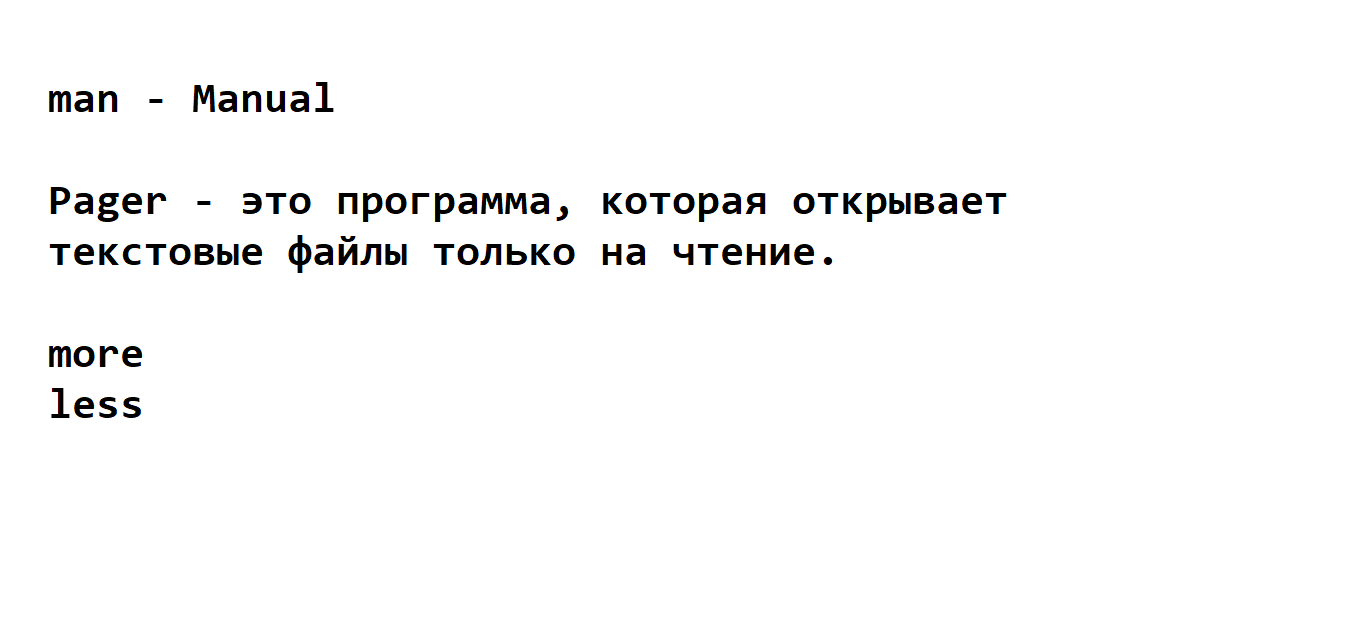 man - Manual
Pager - это программа, которая открывает
текстовые файлы только на чтение.
more
less